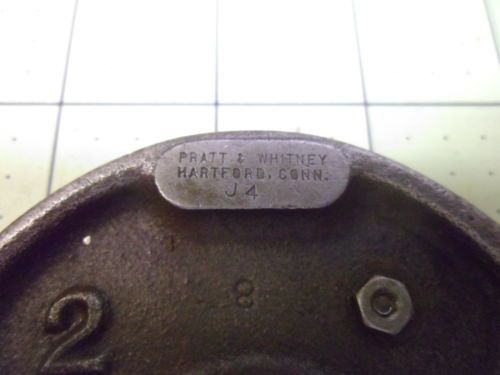 PRATT & WHITNEY
HARTFORD, CONN.
J 4
8
2